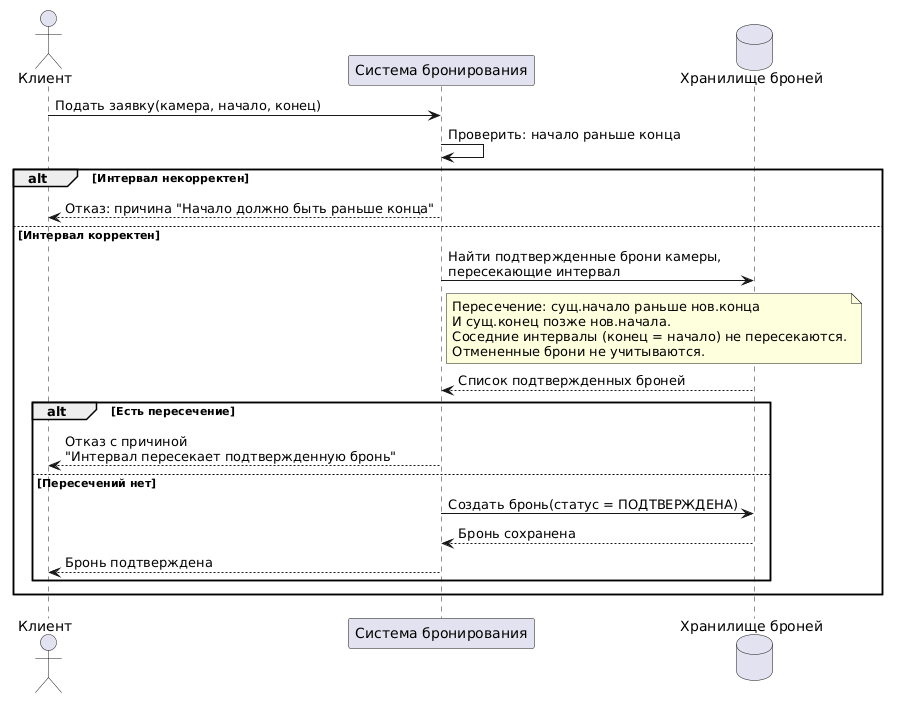 Клиент
Система бронирования
Хранилище броней
Подать заявку(камера, начало, конец)
Проверить: начало раньше конца
alt [Интервал некорректен]
Отказ: причина "Начало должно быть раньше конца"
[Интервал корректен]
Найти подтвержденные брони камеры,
пересекающие интервал
Пересечение: сущ.начало раньше нов.конца
И сущ.конец позже нов.начала.
Соседние интервалы (конец = начало) не пересекаются.
Отмененные брони не учитываются.
Список подтвержденных броней
alt [Есть пересечение]
Отказ с причиной
"Интервал пересекает подтвержденную бронь"
[Пересечений нет]
Создать бронь(статус = ПОДТВЕРЖДЕНА)
Бронь сохранена
Бронь подтверждена
Клиент
Система бронирования
Хранилище броней